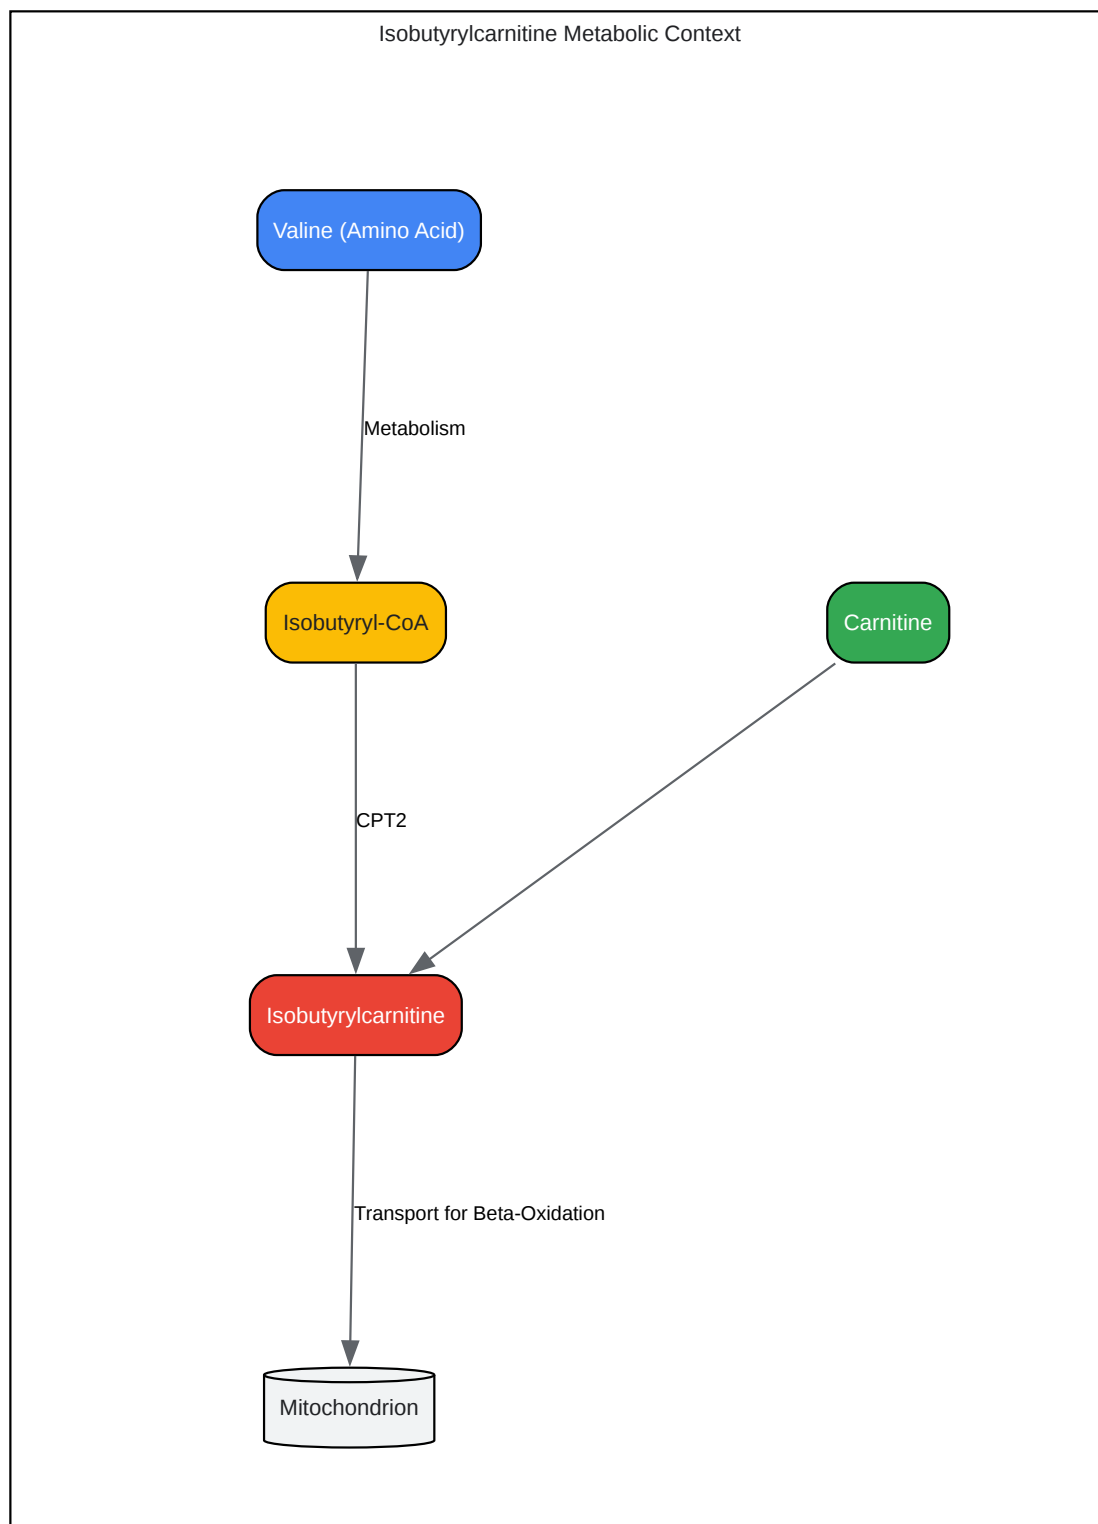 Isobutyrylcarnitine Metabolic Context
Valine (Amino Acid)
Metabolism
Isobutyryl-CoA
Carnitine
CPT2
Isobutyrylcarnitine
Transport for Beta-Oxidation
Mitochondrion